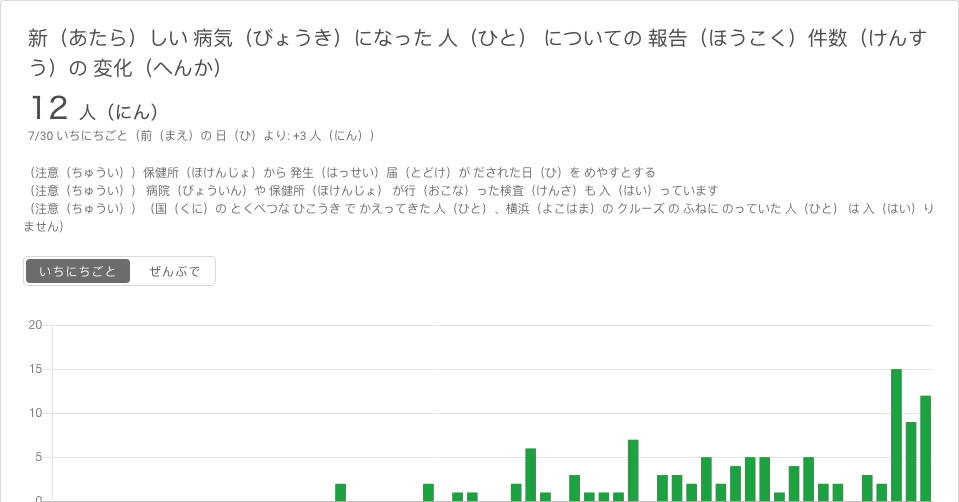 新（あたら）しい 病気（びょうき）になった 人（ひと） についての 報告（ほうこく）件数（けんす
う）の 変化（へんか）
12 人（にん）
7/30 いちにちごと（前（まえ）の 日（ひ）より: +3 人（にん））
（注意（ちゅうい））保健所（ほけんじょ）から 発生（はっせい）届（とどけ）が だされた日（ひ）を めやすとする
（注意（ちゅうい）） 病院（びょういん）や 保健所（ほけんじょ） が行（おこな）った検査（けんさ）も 入（はい）っています
（注意（ちゅうい））（国（くに）の とくべつな ひこうき で かえってきた 人（ひと）、横浜（よこはま）の クルーズ の ふねに のっていた 人（ひと） は 入（はい）り
ません）
いちにちごと ぜんぶで
20
15
10
5
0